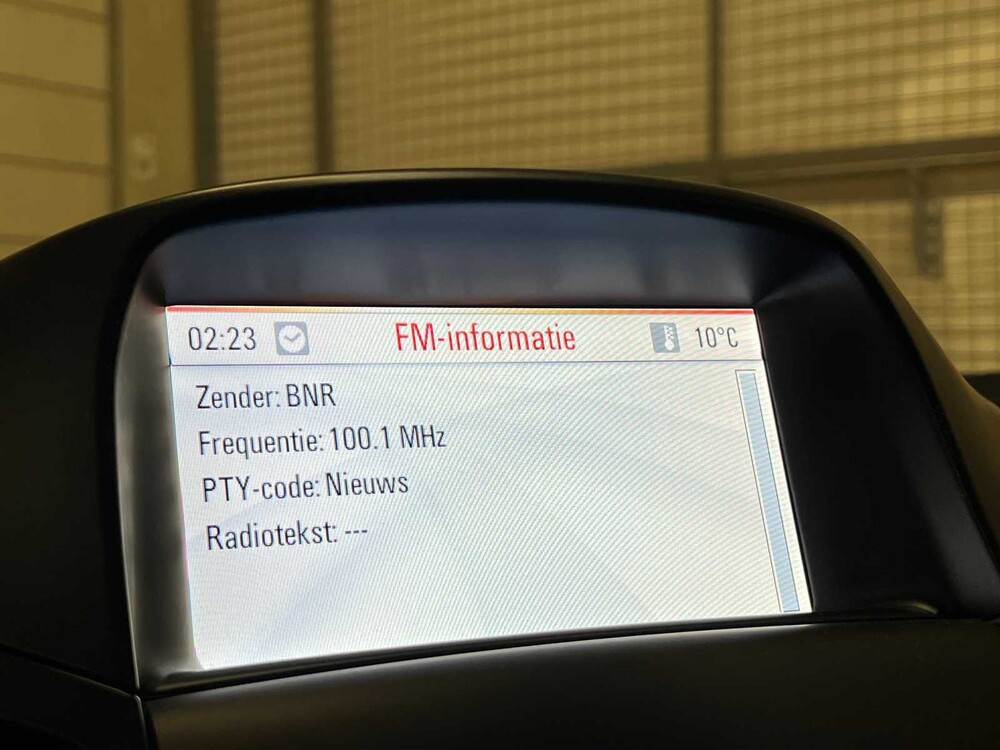 02:23 FM-informatie 10°C
Zender: BNR
Frequentie: 100.1 MHz
PTY-code: Nieuws
Radiotekst: ---